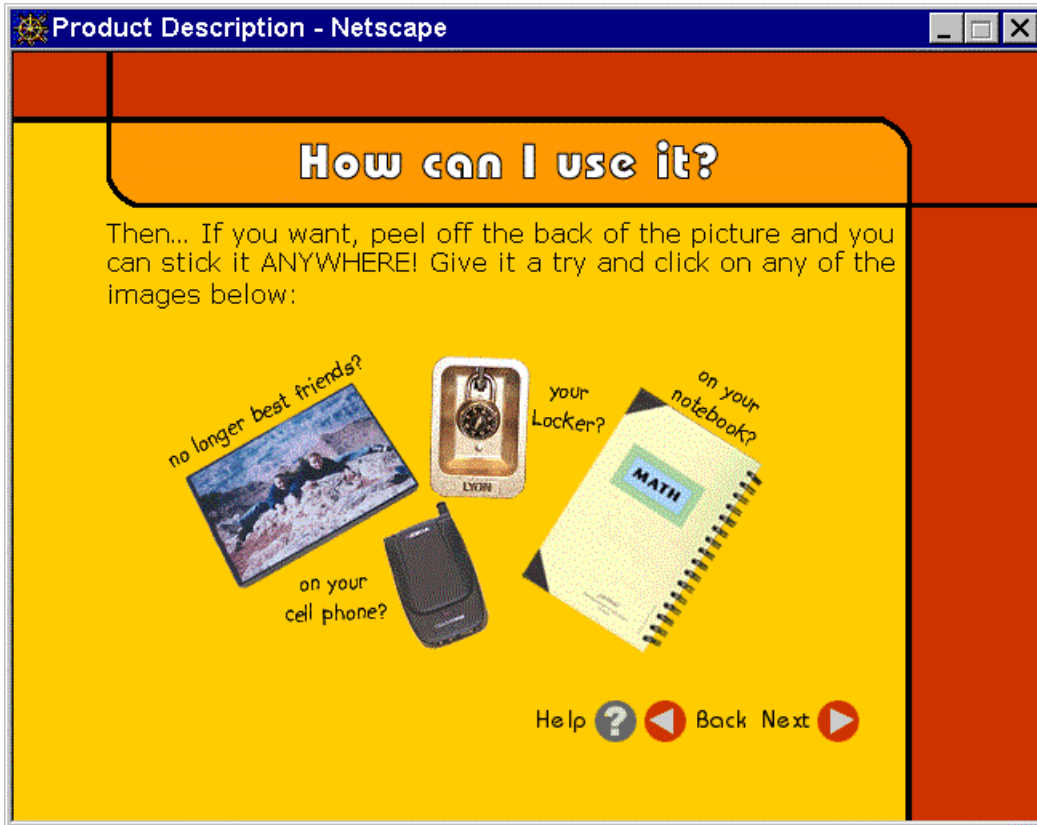 Product Description - Netscape
How can I use it?
Then... If you want, peel off the back of the picture and you
can stick it ANYWHERE! Give it a try and click on any of the
images below:
no longer best friends?
your
Locker?
LYON
on your
notebook?
MATH
on your
cell phone?
Help ? Back Next